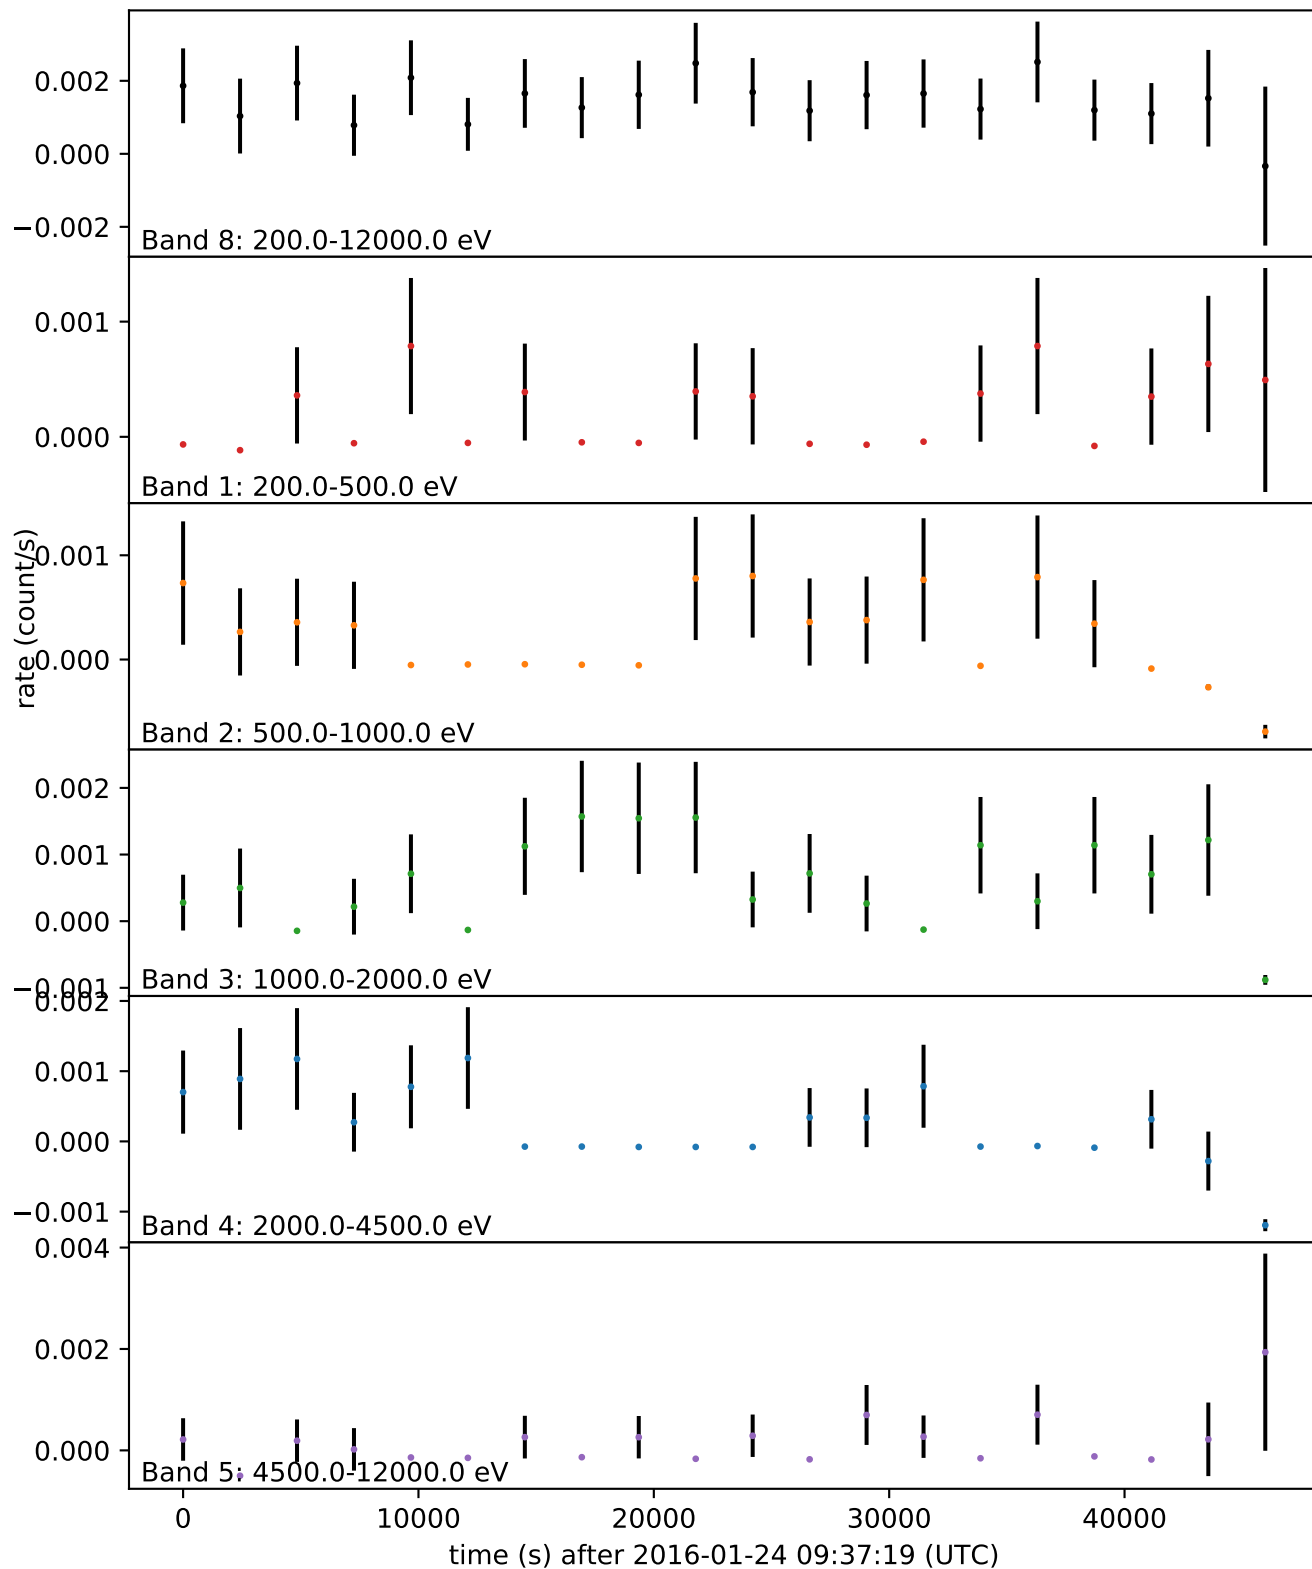 0.002
0.000
−0.002
Band 8: 200.0-12000.0 eV
0.001
0.000
Band 1: 200.0-500.0 eV
0.001
0.000
Band 2: 500.0-1000.0 eV
rate (count/s)
0.002
0.001
0.000
−0.001
Band 3: 1000.0-2000.0 eV
0.002
0.001
0.000
−0.001
Band 4: 2000.0-4500.0 eV
0.004
0.002
0.000
Band 5: 4500.0-12000.0 eV
0 10000 20000 30000 40000
time (s) after 2016-01-24 09:37:19 (UTC)